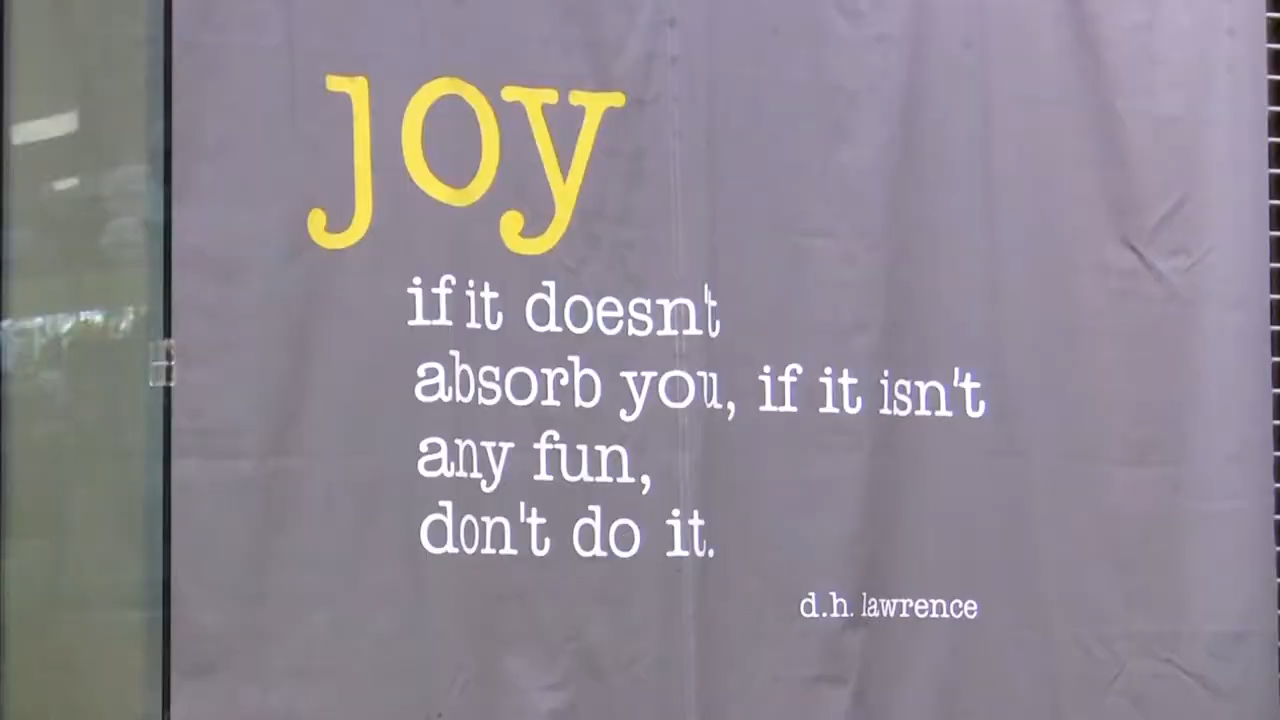 joy
if it doesn't
absorb you, if it isn't
any fun,
don't do it.
d.h. lawrence